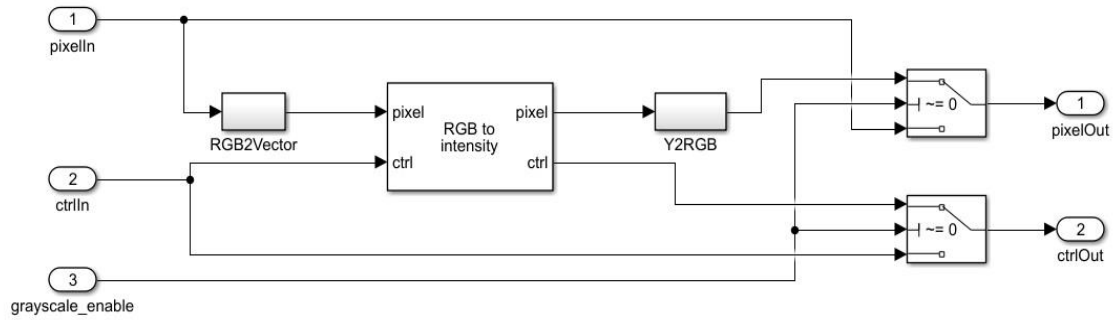 1
pixelIn
RGB2Vector
pixel
ctrl
RGB to
intensity
pixel
ctrl
Y2RGB
~= 0
1
pixelOut
2
ctrlIn
~= 0
2
ctrlOut
3
grayscale_enable